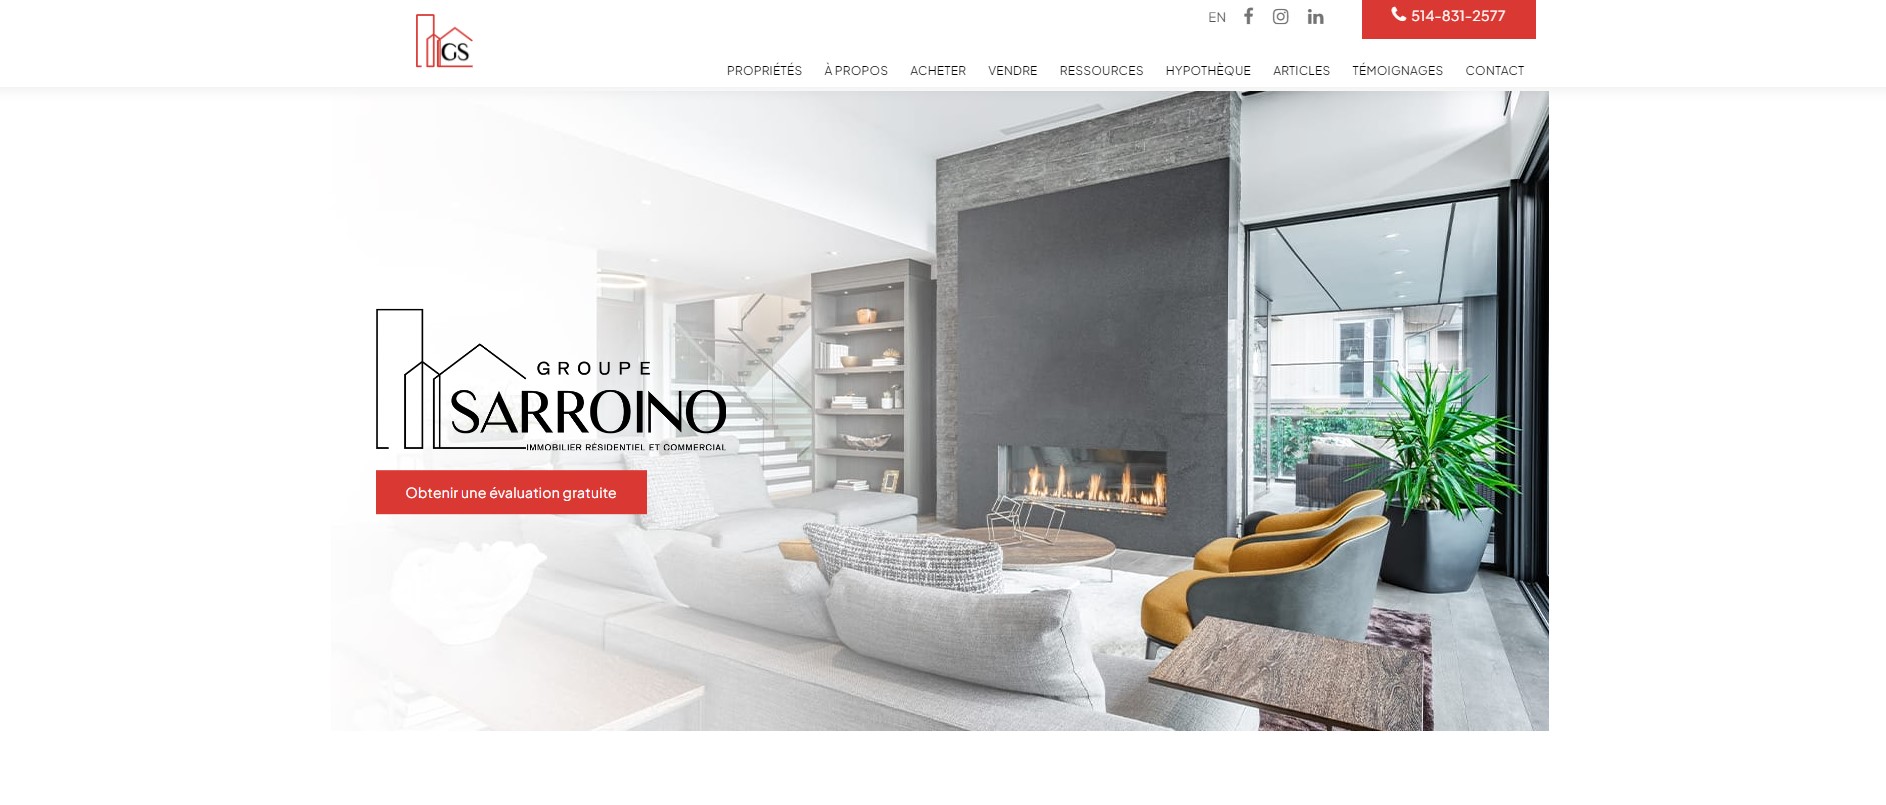 GS
EN
514-831-2577
PROPRIÉTÉS À PROPOS ACHETER VENDRE RESSOURCES HYPOTHÈQUE ARTICLES TÉMOIGNAGES CONTACT
GROUPE
SARROINO
IMMOBILIER RÉSIDENTIEL ET COMMERCIAL
Obtenir une évaluation gratuite